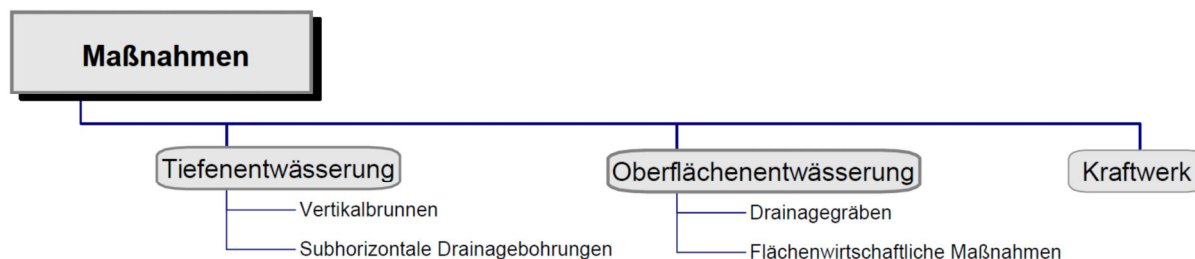 Maßnahmen
Tiefenentwässerung
Vertikalbrunnen
Subhorizontale Drainagebohrungen
Oberflächenentwässerung
Drainagegräben
Flächenwirtschaftliche Maßnahmen
Kraftwerk